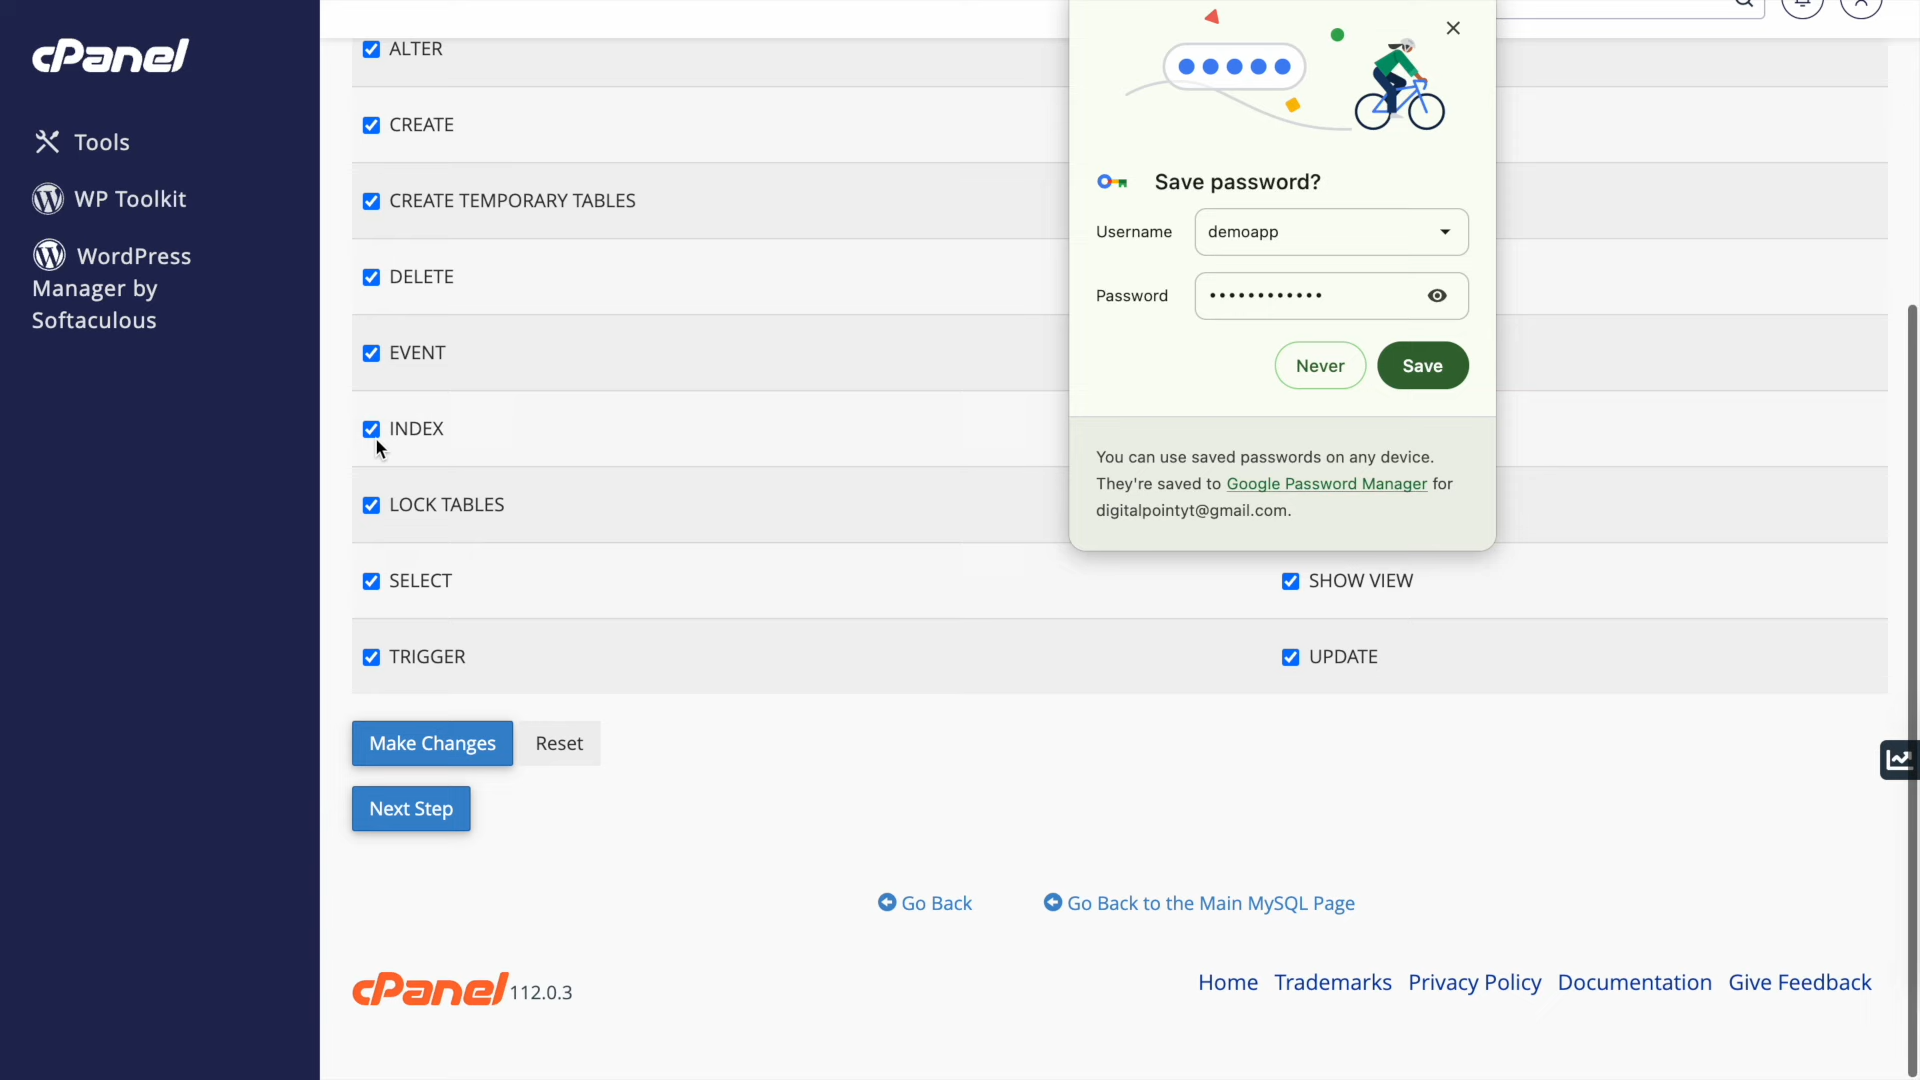 cPanel
Tools
WP Toolkit
WordPress
Manager by
Softaculous
ALTER
CREATE
CREATE TEMPORARY TABLES
DELETE
EVENT
INDEX
LOCK TABLES
SELECT
SHOW VIEW
TRIGGER
UPDATE
Save password?
Username
demoapp
Password
••••••••••••
Never
Save
You can use saved passwords on any device.
They're saved to Google Password Manager for
digitalpointyt@gmail.com.
Make Changes
Reset
Next Step
Go Back
Go Back to the Main MySQL Page
cPanel 112.0.3
Home
Trademarks
Privacy Policy
Documentation
Give Feedback